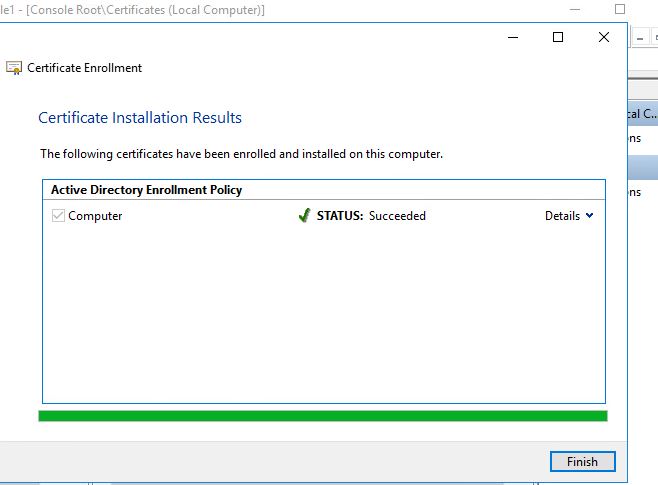 le1 - [Console Root\Certificates (Local Computer)]
Certificate Enrollment
Certificate Installation Results
The following certificates have been enrolled and installed on this computer.
Active Directory Enrollment Policy
Computer STATUS: Succeeded Details
cal C...
ons
ons
Finish